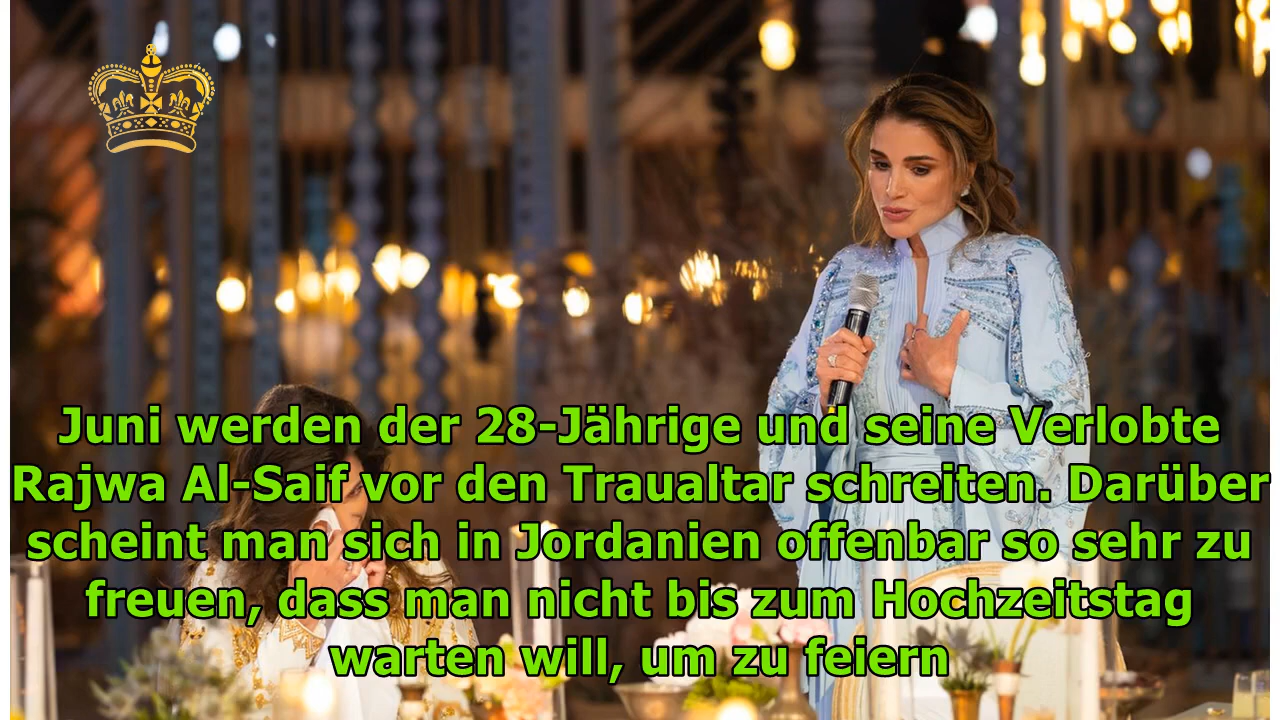 Juni werden der 28-Jährige und seine Verlobte
Rajwa Al-Saif vor den Traualtar schreiten. Darüber
scheint man sich in Jordanien offenbar so sehr zu
freuen, dass man nicht bis zum Hochzeitstag
warten will, um zu feiern